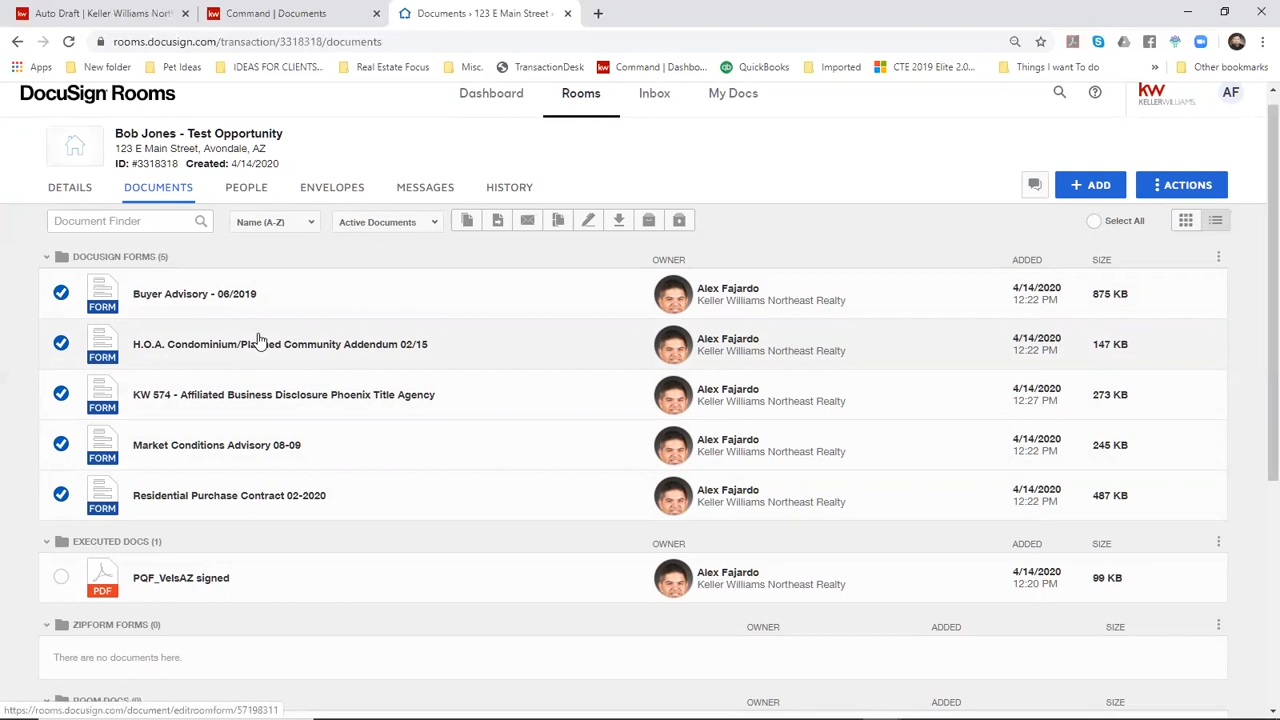 Auto Draft | Keller Williams Nort
Command | Documents
Documents › 123 E Main Street ‹
rooms.docusign.com/transaction/3318318/documents
Apps
New folder
Pet Ideas
IDEAS FOR CLIENTS...
Real Estate Focus
Misc.
TransactionDesk
Command | Dashbo...
QuickBooks
Imported
CTE 2019 Elite 2.0...
Things I want To Do
»
Other bookmarks
DocuSign Rooms
Dashboard
Rooms
Inbox
My Docs
kw
KELLERWILLIAMS.
AF
Bob Jones - Test Opportunity
123 E Main Street, Avondale, AZ
ID: #3318318 Created: 4/14/2020
DETAILS
DOCUMENTS
PEOPLE
ENVELOPES
MESSAGES
HISTORY
+ ADD
ACTIONS
Document Finder
Name (A-Z)
Active Documents
Select All
DOCUSIGN FORMS (5)
OWNER
ADDED
SIZE
FORM
Buyer Advisory - 06/2019
Alex Fajardo
Keller Williams Northeast Realty
4/14/2020
12:22 PM
875 KB
FORM
H.O.A. Condominium/Planned Community Addendum 02/15
Alex Fajardo
Keller Williams Northeast Realty
4/14/2020
12:22 PM
147 KB
FORM
KW 574 - Affiliated Business Disclosure Phoenix Title Agency
Alex Fajardo
Keller Williams Northeast Realty
4/14/2020
12:27 PM
273 KB
FORM
Market Conditions Advisory 08-09
Alex Fajardo
Keller Williams Northeast Realty
4/14/2020
12:22 PM
245 KB
FORM
Residential Purchase Contract 02-2020
Alex Fajardo
Keller Williams Northeast Realty
4/14/2020
12:22 PM
487 KB
EXECUTED DOCS (1)
OWNER
ADDED
SIZE
PDF
PQF_VelsAZ signed
Alex Fajardo
Keller Williams Northeast Realty
4/14/2020
12:20 PM
99 KB
ZIPFORM FORMS (0)
OWNER
ADDED
SIZE
There are no documents here.
ROOM DOCS (0)
OWNER
ADDED
SIZE
https://rooms.docusign.com/document/editroomform/57198311